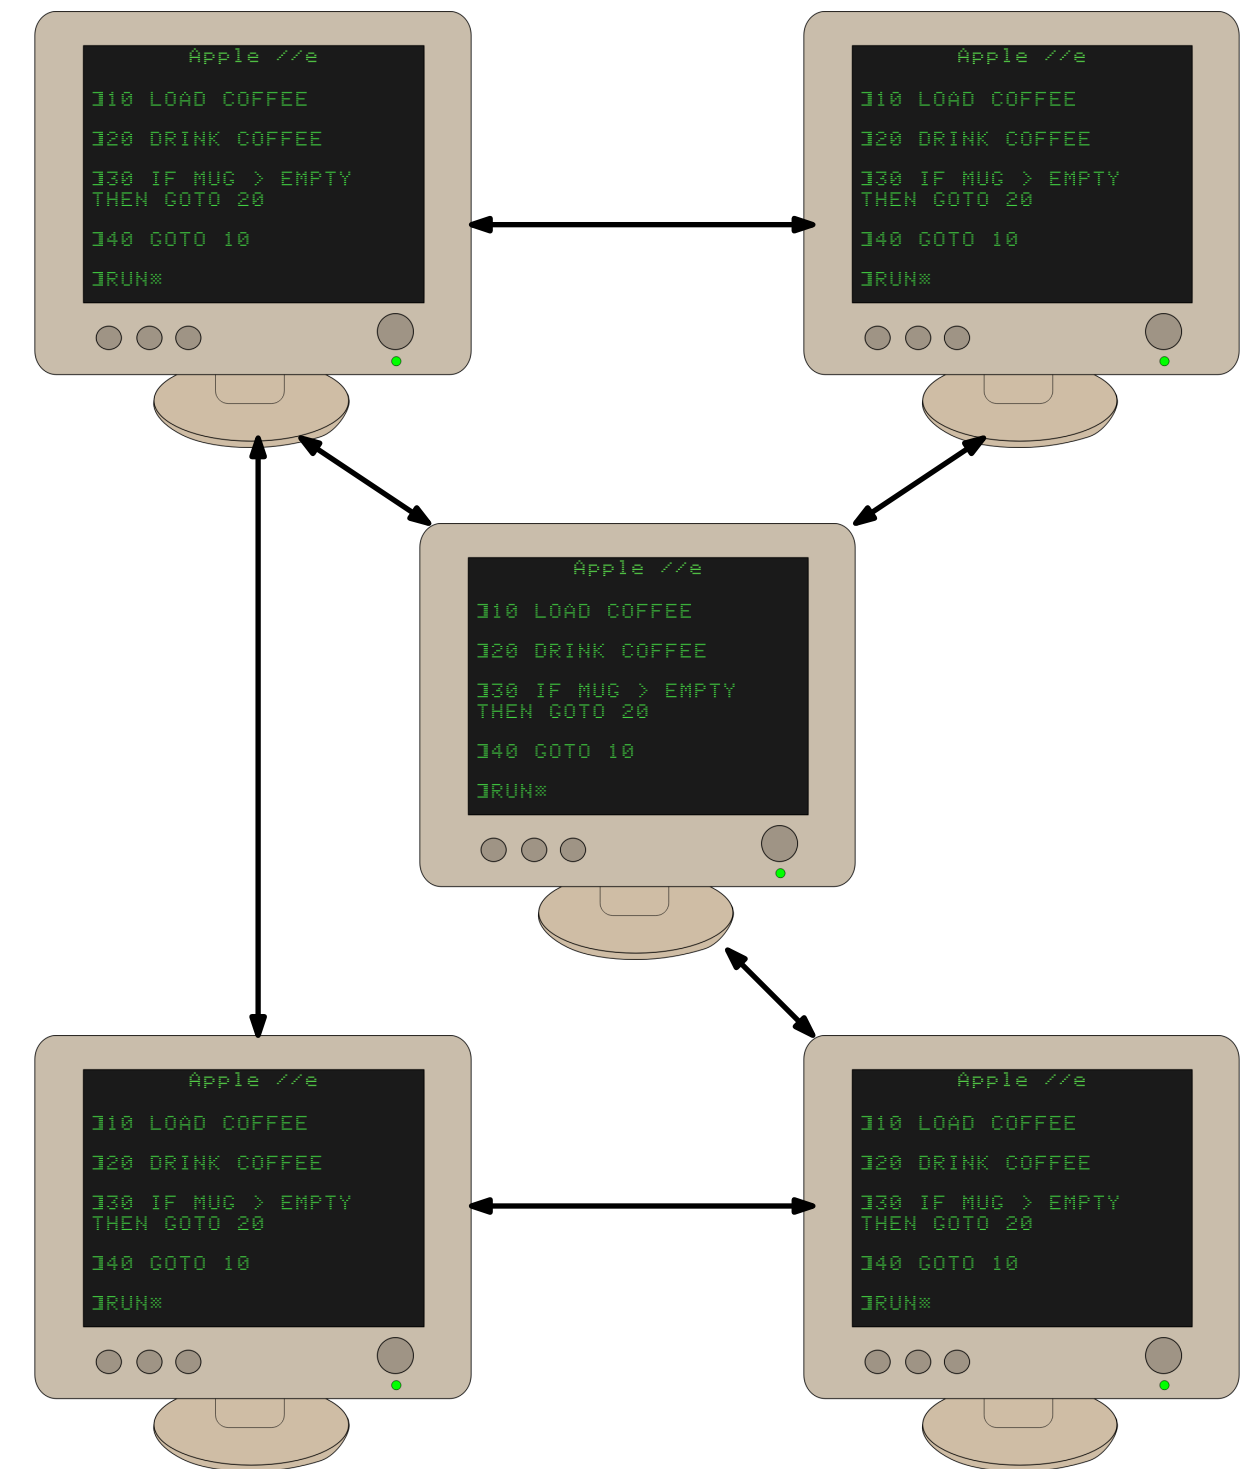 Apple //e
]10 LOAD COFFEE
]20 DRINK COFFEE
]30 IF MUG > EMPTY
THEN GOTO 20
]40 GOTO 10
]RUN
Apple //e
]10 LOAD COFFEE
]20 DRINK COFFEE
]30 IF MUG > EMPTY
THEN GOTO 20
]40 GOTO 10
]RUN
Apple //e
]10 LOAD COFFEE
]20 DRINK COFFEE
]30 IF MUG > EMPTY
THEN GOTO 20
]40 GOTO 10
]RUN
Apple //e
]10 LOAD COFFEE
]20 DRINK COFFEE
]30 IF MUG > EMPTY
THEN GOTO 20
]40 GOTO 10
]RUN
Apple //e
]10 LOAD COFFEE
]20 DRINK COFFEE
]30 IF MUG > EMPTY
THEN GOTO 20
]40 GOTO 10
]RUN